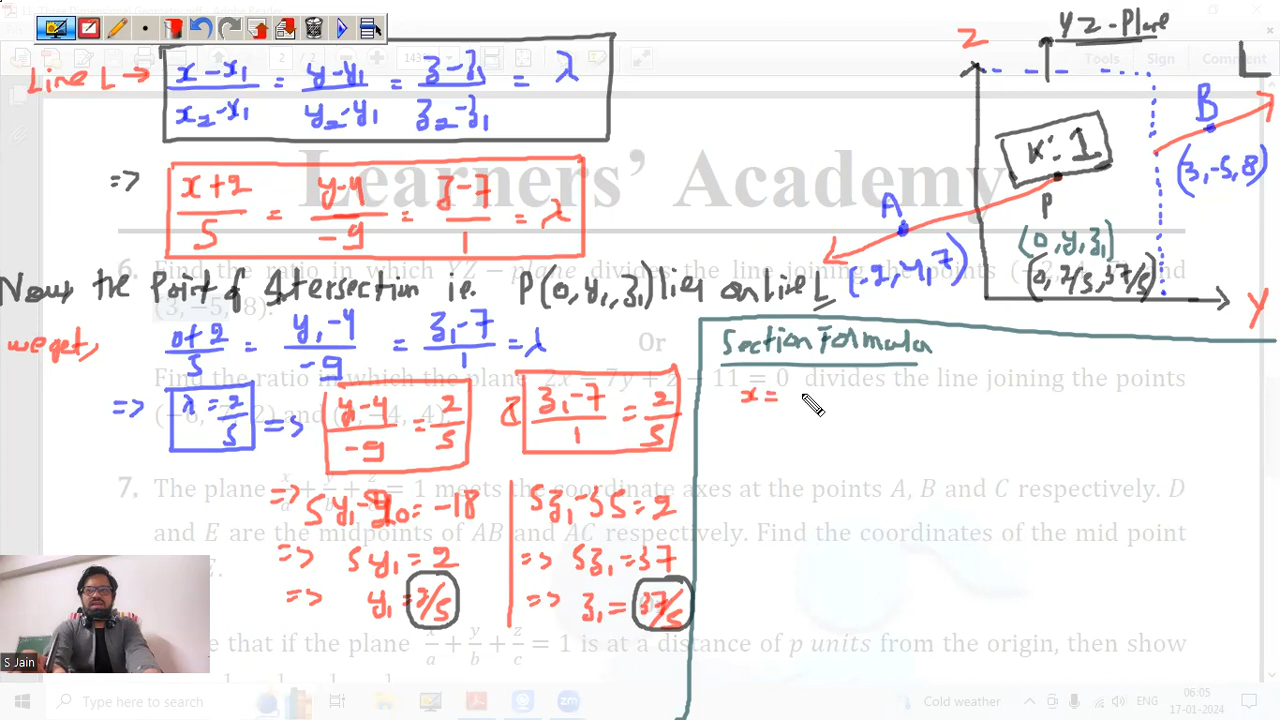 Line L → x-x₁/x₂-x₁ = y-y₁/y₂-y₁ = z-z₁/z₂-z₁ = λ
=> x+2/5 = y-4/-9 = z-7/1 = λ
Learners' Academy
6. Find the ratio in which YZ - plane divides the line joining the points
(3, -5, 8).
Or
Find the ratio in which the plane 2x - 7y + 2 - 11 = 0 divides the line joining the points
Now the Point of Intersection i.e. P(0, y₁, z₁) lies on line L
we get, 0+2/5 = y₁-4/-9 = z₁-7/1 = λ
=> λ = 2/5 => y₁-4/-9 = 2/5 & z₁-7/1 = 2/5
=> 5y₁-20 = -18
=> 5y₁ = 2
=> y₁ = 2/5
5z₁-35 = 2
=> 5z₁ = 37
=> z₁ = 37/5
Z
YZ-Plane
L
B
(3, -5, 8)
K:1
A
(-2, 4, 7)
P
(0, y₁, z₁)
(0, 2/5, 37/5)
Y
Section Formula
x =
7. The plane x/a + y/b + z/c = 1 meets the coordinate axes at the points A, B and C respectively. D
and E are the midpoints of AB and AC respectively. Find the coordinates of the mid point
E.
that if the plane x/a + y/b + z/c = 1 is at a distance of p units from the origin, then show
S Jain
Type here to search
Cold weather
ENG
06:05
17-01-2024
Tools
Sign
2 / 2